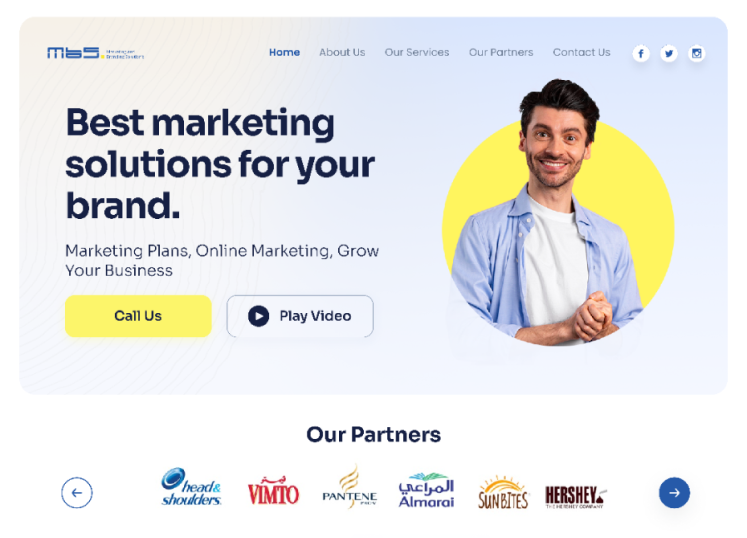 mbs
Home
About Us
Our Services
Our Partners
Contact Us
Best marketing
solutions for your
brand.
Marketing Plans, Online Marketing, Grow
Your Business
Call Us
Play Video
Our Partners
head&
shoulders
VIMTO
PANTENE
المراعي
Almarai
SUNBITES
HERSHEY
THE HERSHEY COMPANY